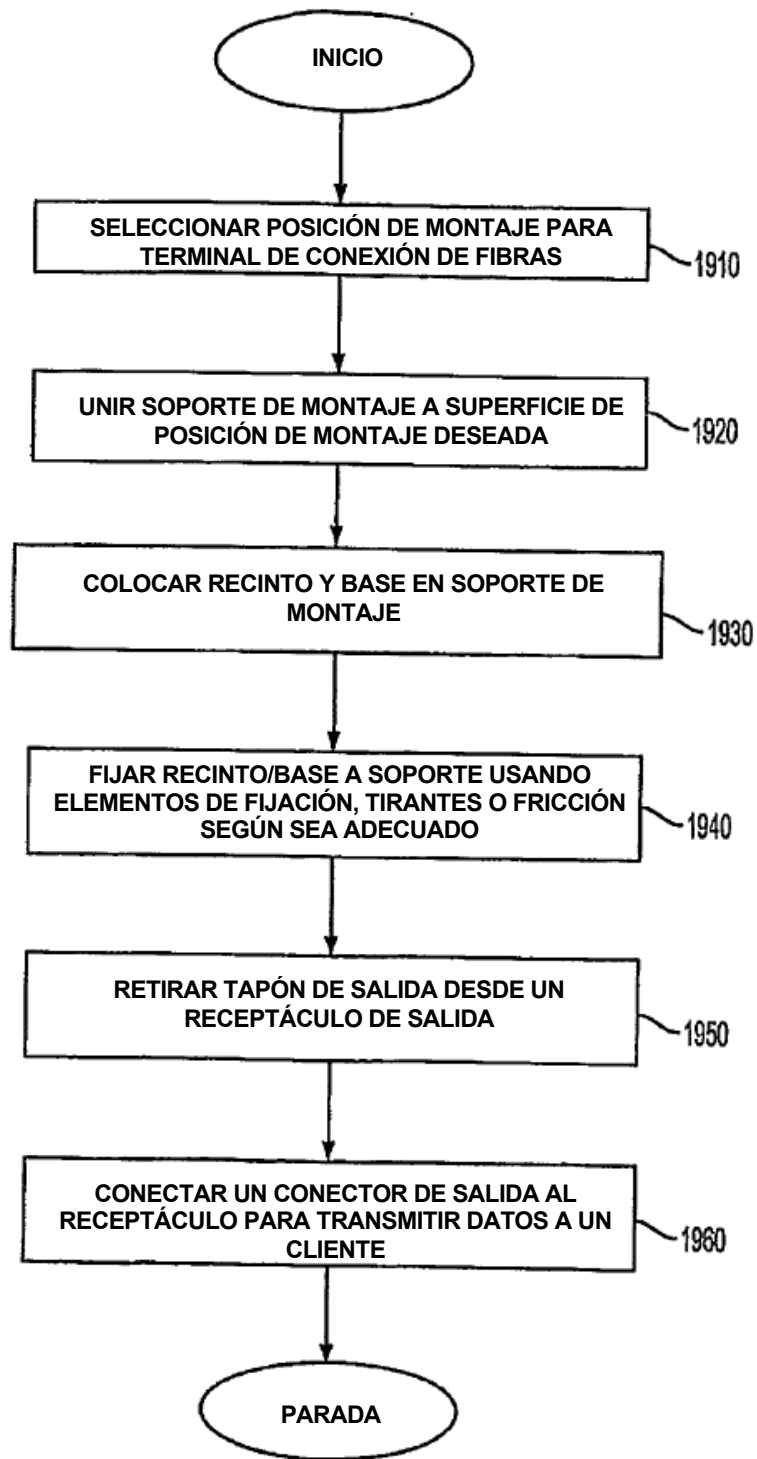 INICIO
SELECCIONAR POSICIÓN DE MONTAJE PARA
TERMINAL DE CONEXIÓN DE FIBRAS
1910
UNIR SOPORTE DE MONTAJE A SUPERFICIE DE
POSICIÓN DE MONTAJE DESEADA
1920
COLOCAR RECINTO Y BASE EN SOPORTE DE
MONTAJE
1930
FIJAR RECINTO/BASE A SOPORTE USANDO
ELEMENTOS DE FIJACIÓN, TIRANTES O FRICCIÓN
SEGÚN SEA ADECUADO
1940
RETIRAR TAPÓN DE SALIDA DESDE UN
RECEPTÁCULO DE SALIDA
1950
CONECTAR UN CONECTOR DE SALIDA AL
RECEPTÁCULO PARA TRANSMITIR DATOS A UN
CLIENTE
1960
PARADA